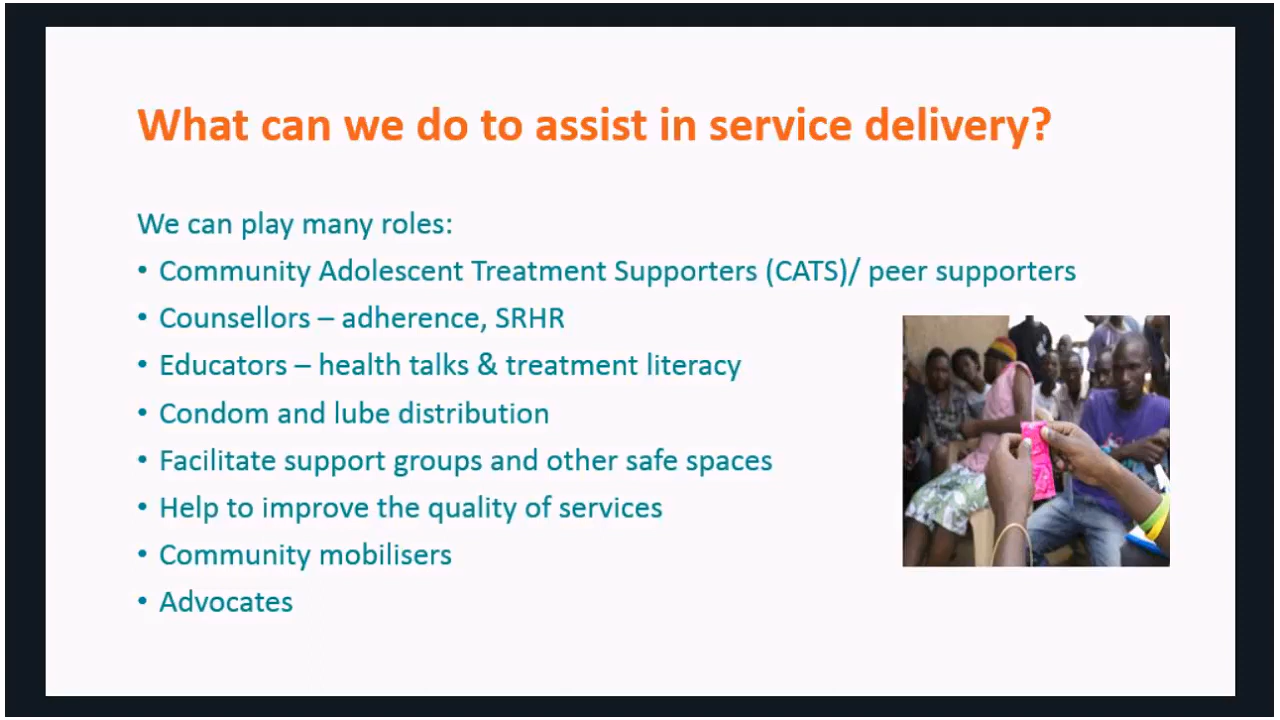 What can we do to assist in service delivery?
We can play many roles:
• Community Adolescent Treatment Supporters (CATS)/ peer supporters
• Counsellors – adherence, SRHR
• Educators – health talks & treatment literacy
• Condom and lube distribution
• Facilitate support groups and other safe spaces
• Help to improve the quality of services
• Community mobilisers
• Advocates